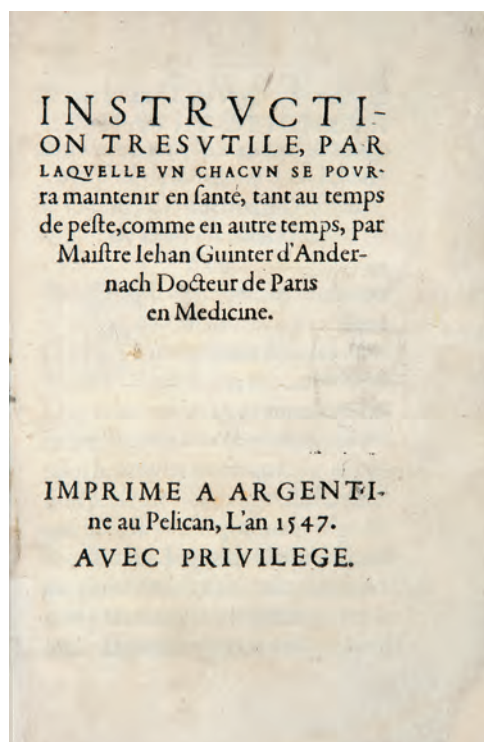 INSTRVCTI-
ON TRESVTILE, PAR
LAQVELLE VN CHACVN SE POVR-
ra maintenir en ſanté, tant au temps
de peſte, comme en autre temps, par
Maiſtre Iehan Guinter d'Ander-
nach Docteur de Paris
en Medicine.
IMPRIME A ARGENTI-
ne au Pelican, L'an 1547.
AVEC PRIVILEGE.